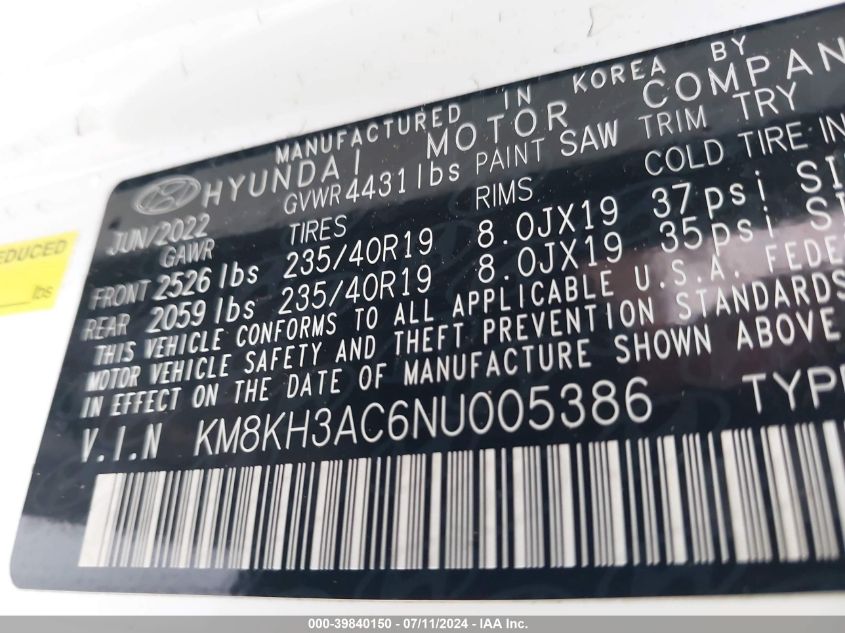 MANUFACTURED IN KOREA BY
HYUNDAI MOTOR COMPAN
GVWR 4431lbs PAINT SAW TRIM TRY
JUN/2022
GAWR TIRES RIMS COLD TIRE IN
FRONT 2526 lbs 235/40R19 8.0JX19 37psi
REAR 2059 lbs 235/40R19 8.0JX19 35psi
THIS VEHICLE CONFORMS TO ALL APPLICABLE U.S.A. FEDE
MOTOR VEHICLE SAFETY AND THEFT PREVENTION STANDARDS
IN EFFECT ON THE DATE OF MANUFACTURE SHOWN ABOVE
V.I.N KM8KH3AC6NU005386 TYPE
EDUCED
lbs
000-39840150 - 07/11/2024 - IAA Inc.